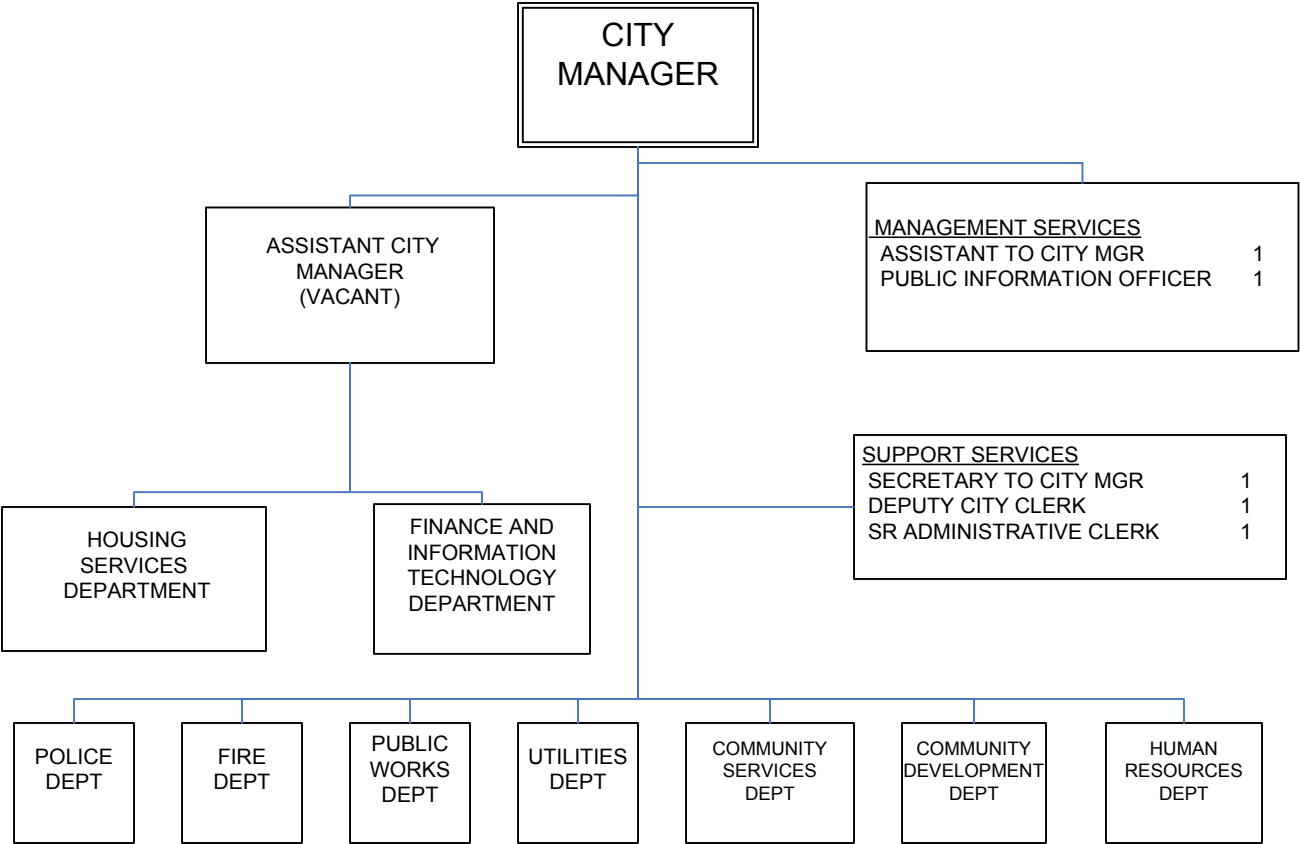 CITY
MANAGER
ASSISTANT CITY
MANAGER
(VACANT)
MANAGEMENT SERVICES
ASSISTANT TO CITY MGR 1
PUBLIC INFORMATION OFFICER 1
SUPPORT SERVICES
SECRETARY TO CITY MGR 1
DEPUTY CITY CLERK 1
SR ADMINISTRATIVE CLERK 1
HOUSING
SERVICES
DEPARTMENT
FINANCE AND
INFORMATION
TECHNOLOGY
DEPARTMENT
POLICE
DEPT
FIRE
DEPT
PUBLIC
WORKS
DEPT
UTILITIES
DEPT
COMMUNITY
SERVICES
DEPT
COMMUNITY
DEVELOPMENT
DEPT
HUMAN
RESOURCES
DEPT